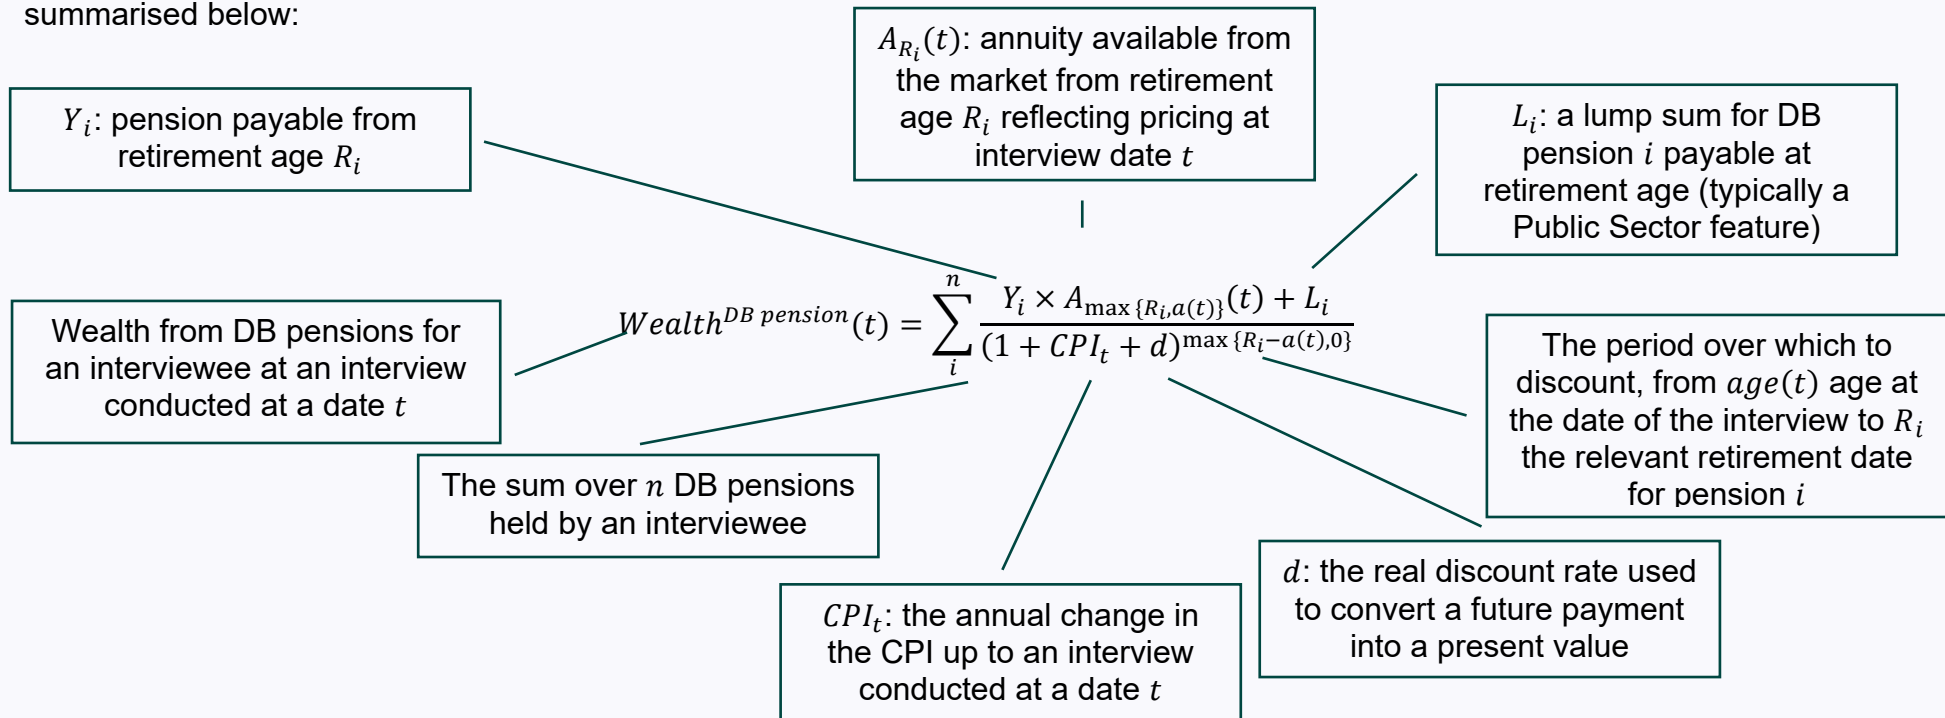 summarised below:
A_{R_i}(t): annuity available from
the market from retirement
age R_i reflecting pricing at
interview date t
Y_i: pension payable from
retirement age R_i
L_i: a lump sum for DB
pension i payable at
retirement age (typically a
Public Sector feature)
Wealth^{DB pension}(t) = \sum_{i}^{n} \frac{Y_i × A_{max {R_i,a(t)}}(t) + L_i}{(1 + CPI_t + d)^{max {R_i−a(t),0}}}
Wealth from DB pensions for
an interviewee at an interview
conducted at a date t
The period over which to
discount, from age(t) age at
the date of the interview to R_i
the relevant retirement date
for pension i
The sum over n DB pensions
held by an interviewee
d: the real discount rate used
to convert a future payment
into a present value
CPI_t: the annual change in
the CPI up to an interview
conducted at a date t